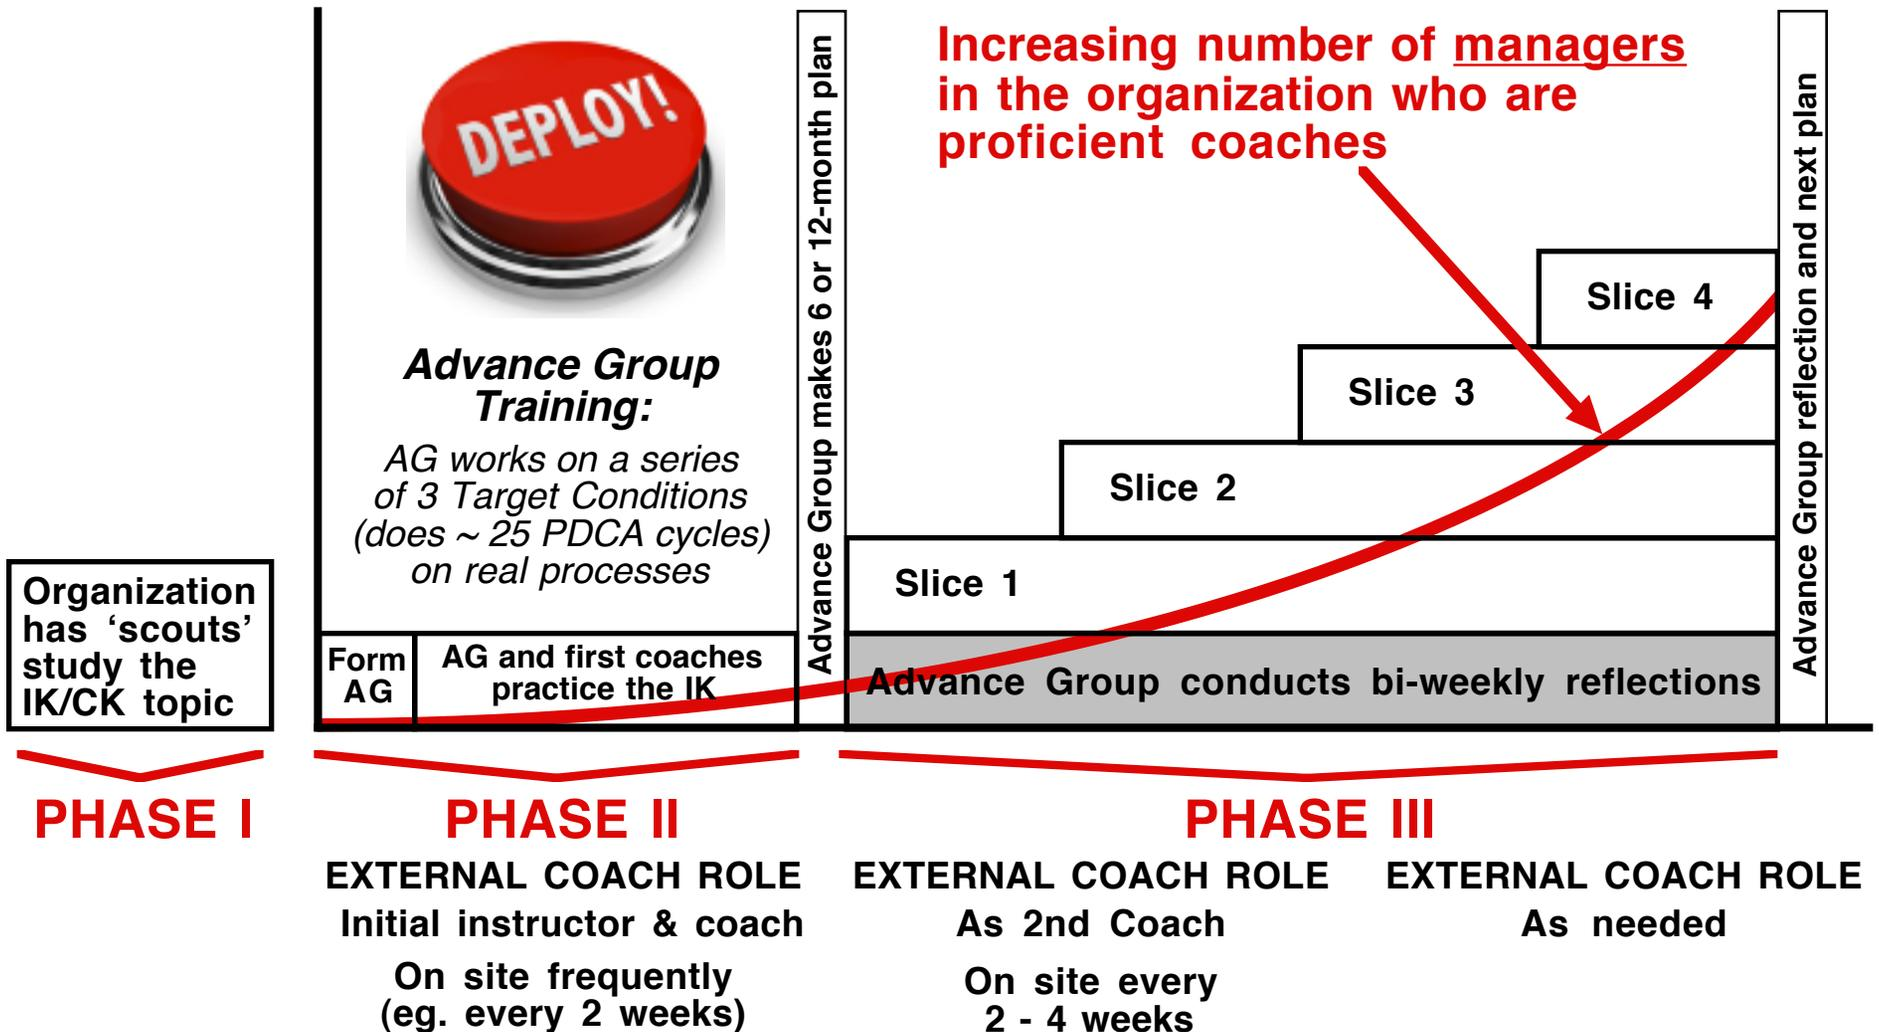 DEPLOY!
Advance Group
Training:
AG works on a series
of 3 Target Conditions
(does ~ 25 PDCA cycles)
on real processes
Advance Group makes 6 or 12-month plan
Increasing number of managers
in the organization who are
proficient coaches
Slice 4
Slice 3
Slice 2
Slice 1
Advance Group reflection and next plan
Organization
has ‘scouts’
study the
IK/CK topic
Form
AG
AG and first coaches
practice the IK
Advance Group conducts bi-weekly reflections
PHASE I
PHASE II
PHASE III
EXTERNAL COACH ROLE
Initial instructor & coach
On site frequently
(eg. every 2 weeks)
EXTERNAL COACH ROLE
As 2nd Coach
On site every
2 - 4 weeks
EXTERNAL COACH ROLE
As needed